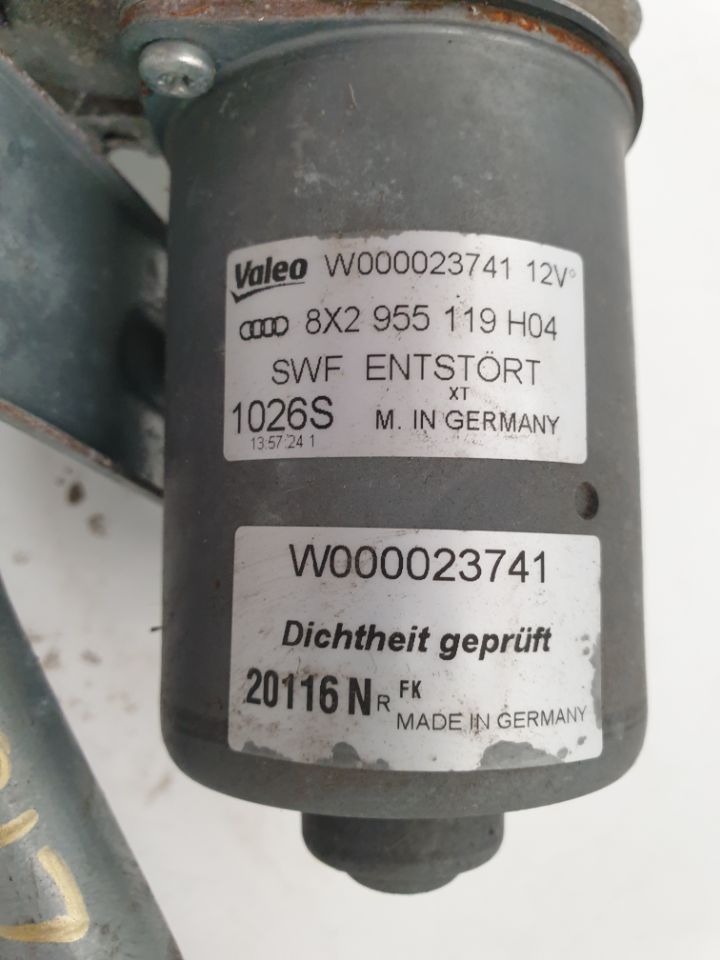 Valeo W000023741 12V°
8X2 955 119 H04
SWF ENTSTÖRT
XT
1026S M. IN GERMANY
13:57:24 1
W000023741
Dichtheit geprüft
20116 N R FK
MADE IN GERMANY